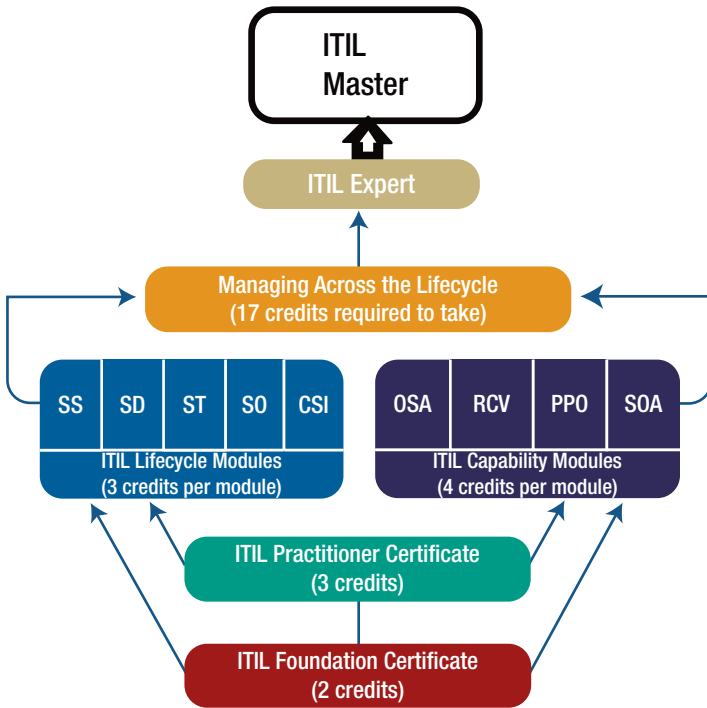 ITIL
Master
ITIL Expert
Managing Across the Lifecycle
(17 credits required to take)
SS SD ST SO CSI
ITIL Lifecycle Modules
(3 credits per module)
OSA RCV PPO SOA
ITIL Capability Modules
(4 credits per module)
ITIL Practitioner Certificate
(3 credits)
ITIL Foundation Certificate
(2 credits)